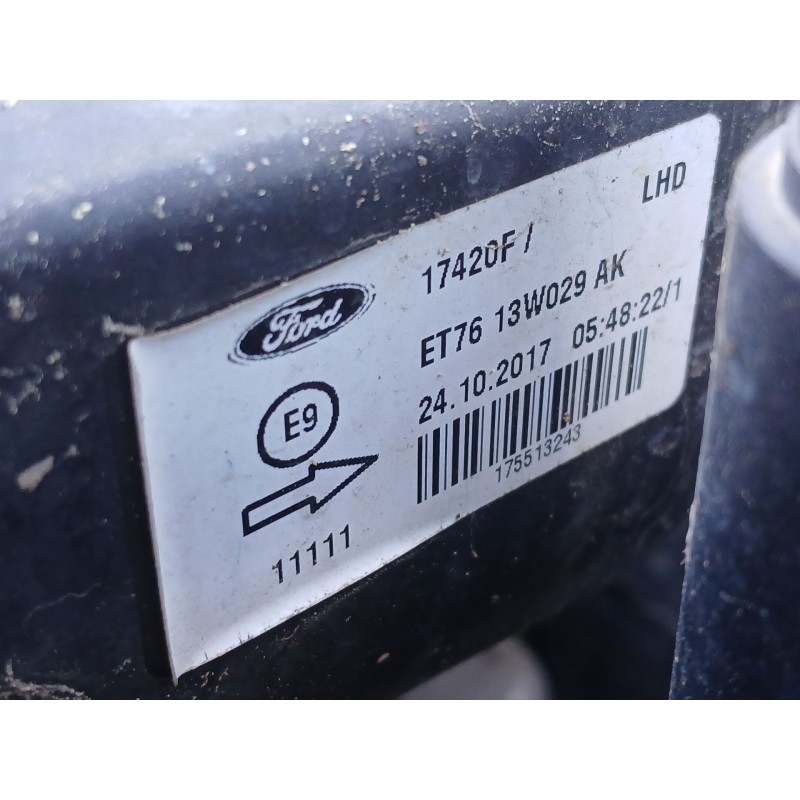 LHD
17420F /
Ford
ET76 13W029 AK
24.10.2017 05:48:22/1
E9
175513243
11111